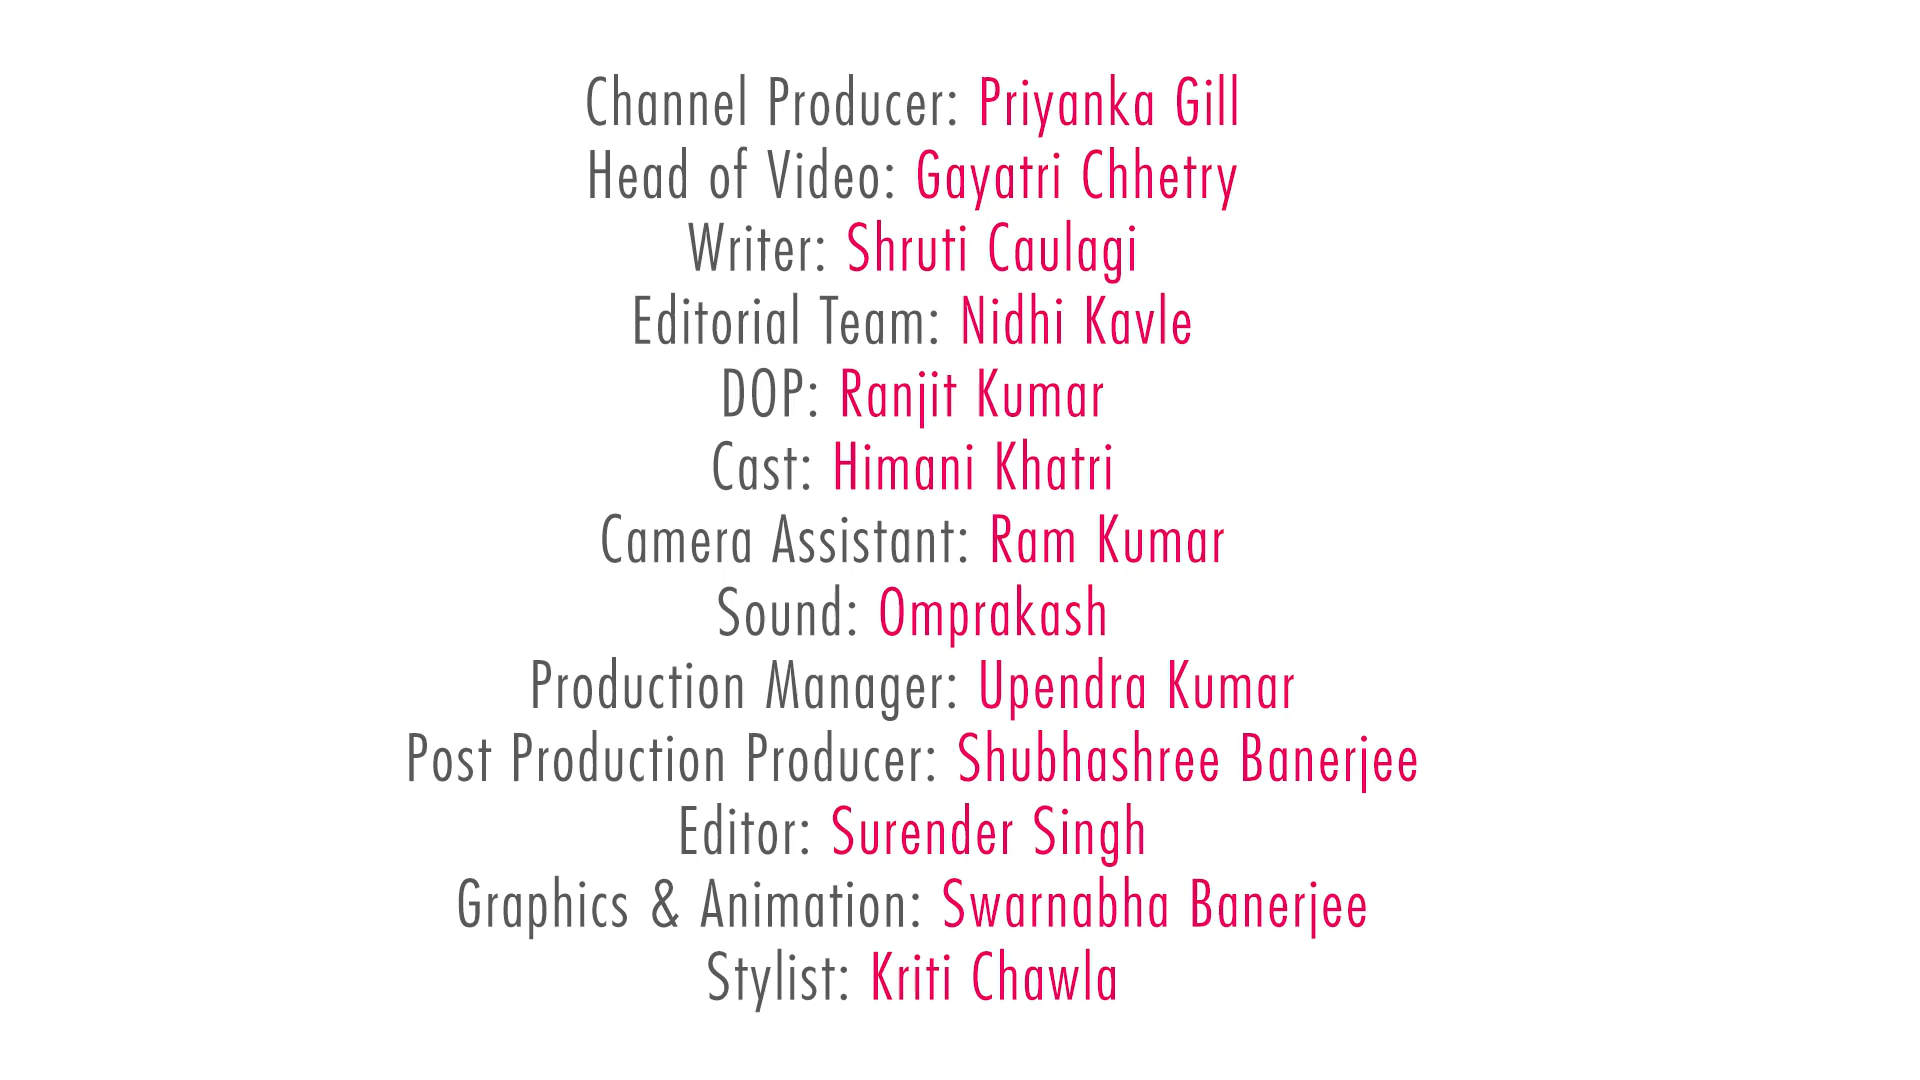 Channel Producer: Priyanka Gill
Head of Video: Gayatri Chhetry
Writer: Shruti Caulagi
Editorial Team: Nidhi Kavle
DOP: Ranjit Kumar
Cast: Himani Khatri
Camera Assistant: Ram Kumar
Sound: Omprakash
Production Manager: Upendra Kumar
Post Production Producer: Shubhashree Banerjee
Editor: Surender Singh
Graphics & Animation: Swarnabha Banerjee
Stylist: Kriti Chawla